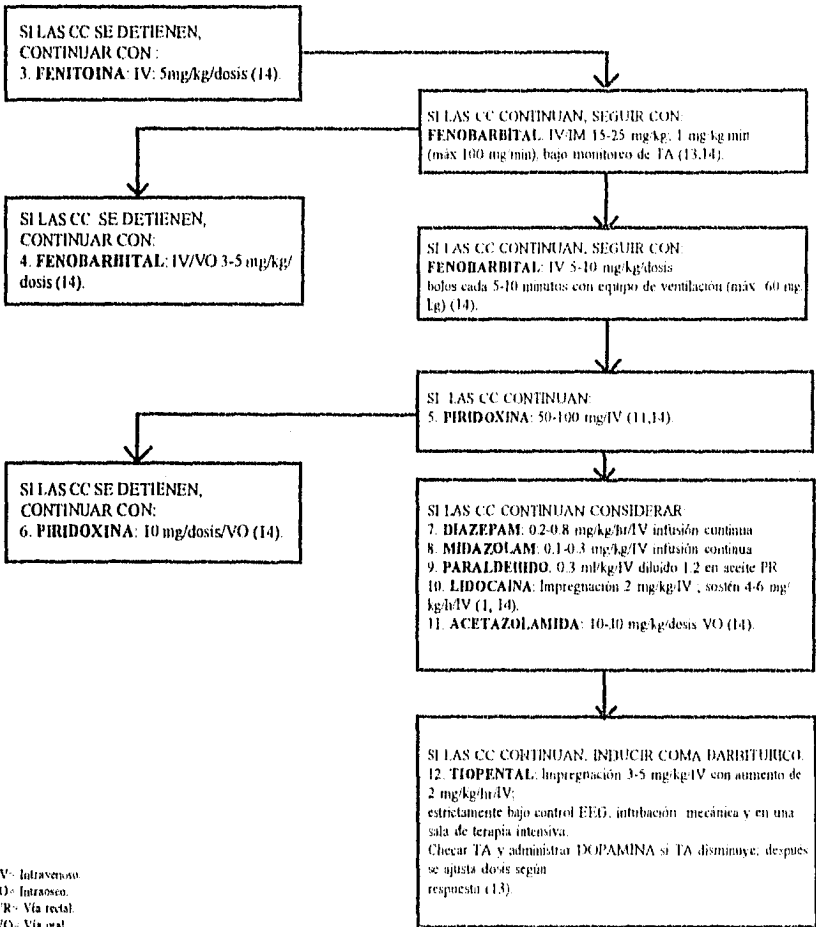 SI LAS CC SE DETIENEN,
CONTINUAR CON :
3. FENITOINA: IV: 5mg/kg/dosis (14).
SI LAS CC CONTINUAN, SEGUIR CON:
FENOBARBITAL: IV/IM 15-25 mg/kg; 1 mg/kg/min
(máx 100 mg/min), bajo monitoreo de TA (13,14).
SI LAS CC SE DETIENEN,
CONTINUAR CON:
4. FENOBARBITAL: IV/VO 3-5 mg/kg/
dosis (14).
SI LAS CC CONTINUAN, SEGUIR CON:
FENOBARBITAL: IV 5-10 mg/kg/dosis
bolos cada 5-10 minutos con equipo de ventilación (máx 60 mg/
kg) (14).
SI LAS CC CONTINUAN:
5. PIRIDOXINA: 50-100 mg/IV (11,14).
SI LAS CC SE DETIENEN,
CONTINUAR CON:
6. PIRIDOXINA: 10 mg/dosis/VO (14).
SI LAS CC CONTINUAN CONSIDERAR
7. DIAZEPAM: 0.2-0.8 mg/kg/hr/IV infusión continua
8. MIDAZOLAM: 0.1-0.3 mg/kg/IV infusión continua
9. PARALDEHIDO: 0.3 ml/kg/IV diluído 1:2 en aceite PR
10. LIDOCAINA: Impregnación 2 mg/kg/IV ; sostén 4-6 mg/
kg/h/IV (1, 14).
11. ACETAZOLAMIDA: mg/kg/dosis VO (14).
SI LAS CC CONTINUAN, INDUCIR COMA BARBITURICO.
12. TIOPENTAL: Impregnación 3-5 mg/kg/IV con aumento de
2 mg/kg/hr/IV;
estrictamente bajo control EEG, intubación mecánica y en una
sala de terapia intensiva.
Checar TA y administrar DOPAMINA si TA disminuye; después
se ajusta dosis según
respuesta (13).
V= Intravenoso.
O= Intraoseo.
R= Vía rectal.
VO= Vía oral.